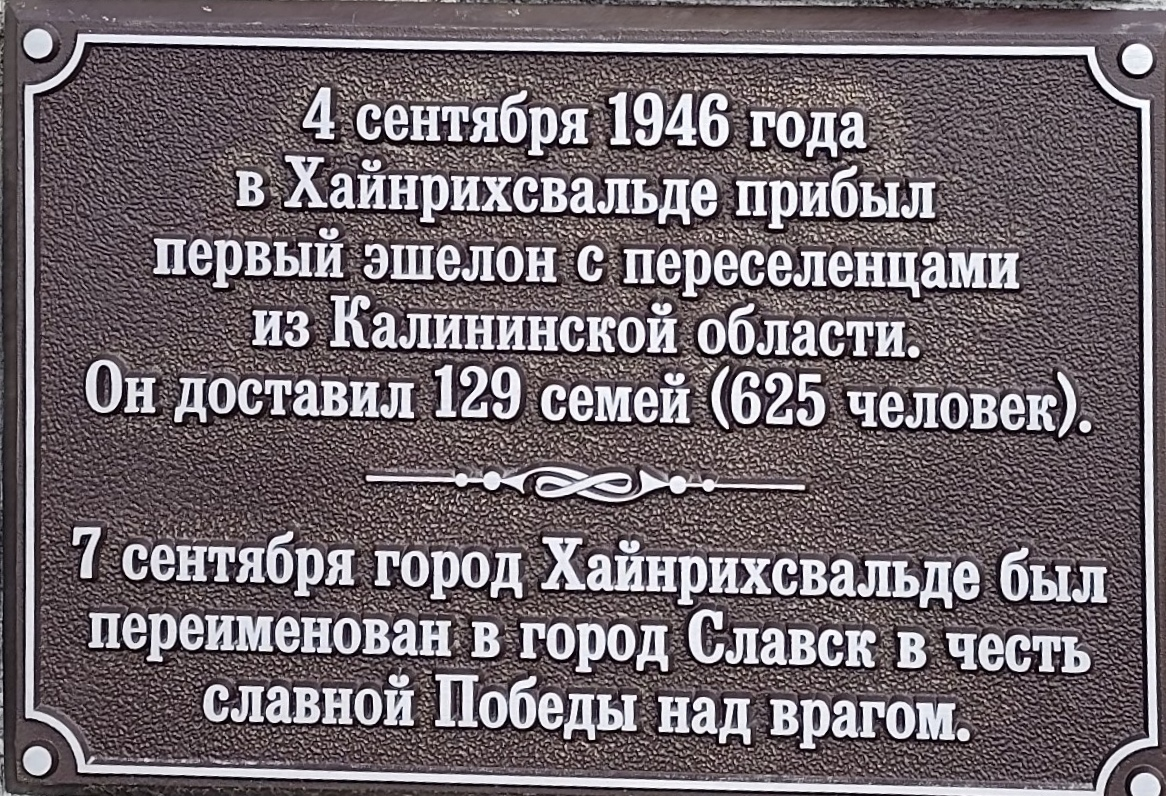 4 сентября 1946 года
в Хайнрихсвальде прибыл
первый эшелон с переселенцами
из Калининской области.
Он доставил 129 семей (625 человек).
7 сентября город Хайнрихсвальде был
переименован в город Славск в честь
славной Победы над врагом.